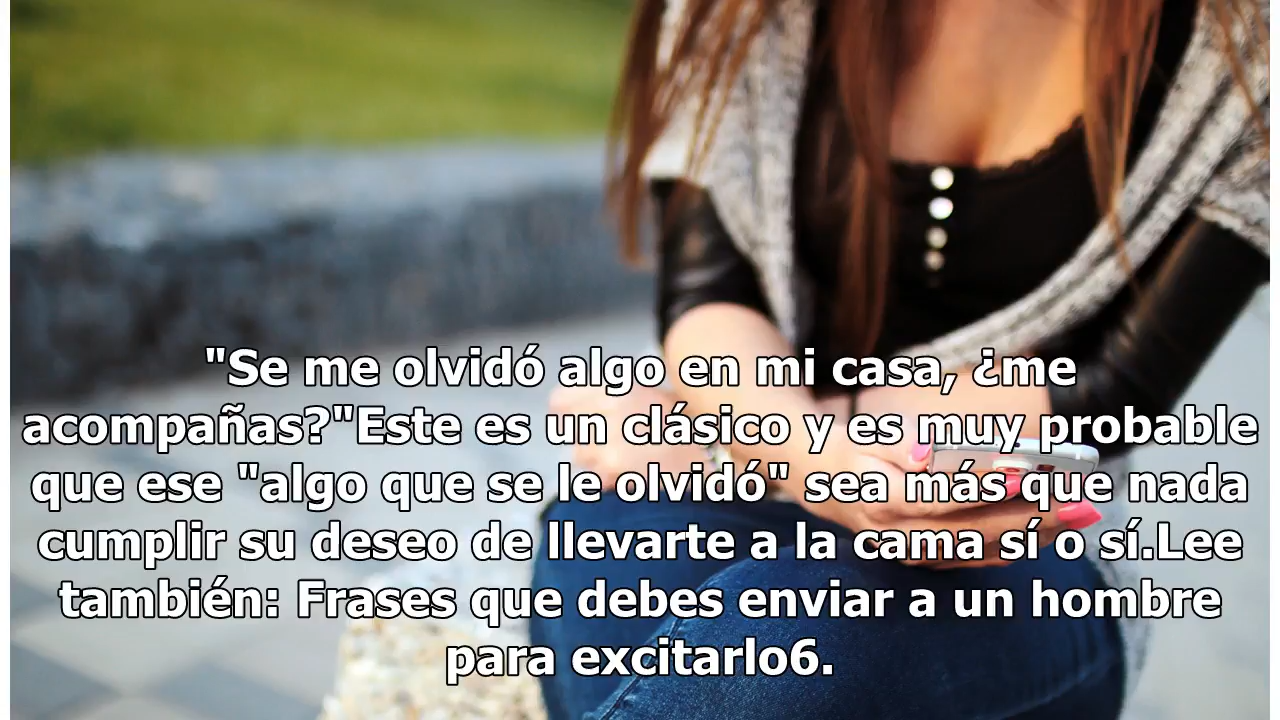 "Se me olvidó algo en mi casa, ¿me
acompañas?"Este es un clásico y es muy probable
que ese "algo que se le olvidó" sea más que nada
cumplir su deseo de llevarte a la cama sí o sí.Lee
también: Frases que debes enviar a un hombre
para excitarlo6.